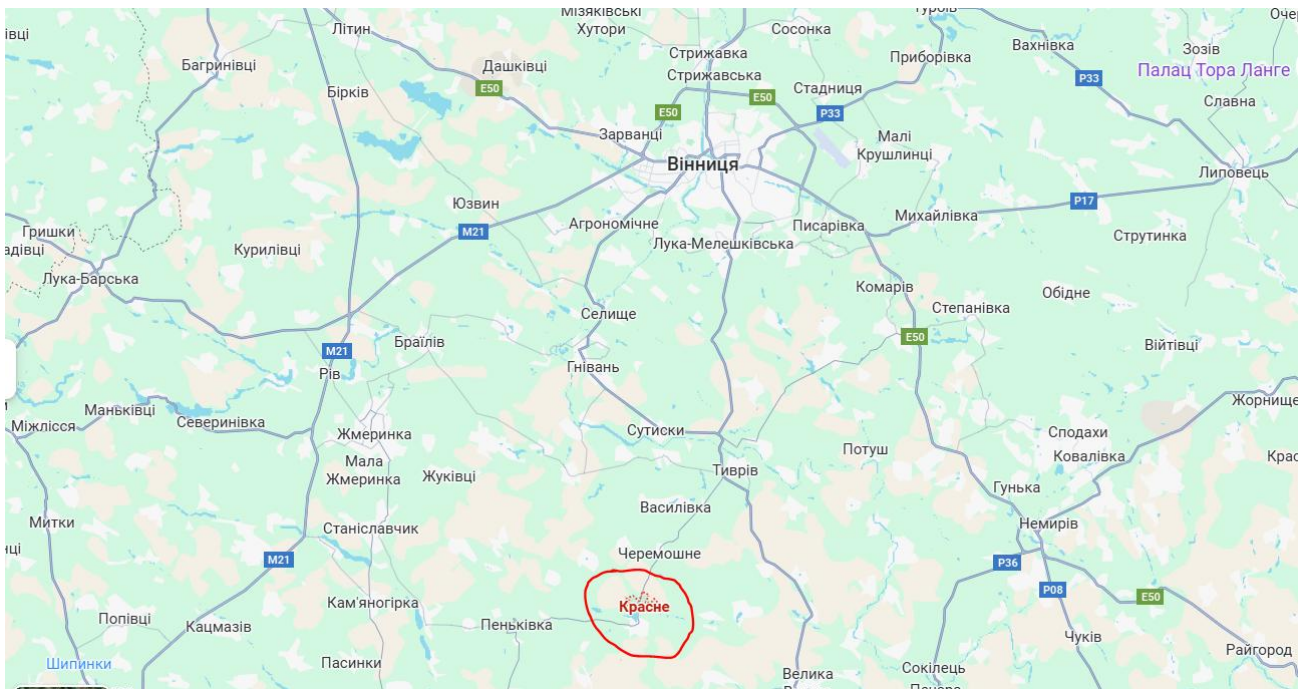 Мізяківські
Хутори
Сосонка
Літин
Вахнівка
Зозів
Палац Тора Ланге
Стрижавка
Стрижавська
Приборівка
Багринівці
Дашківці
Бірків
E50
E50
E50
Стадниця
P33
P33
Славна
Зарванці
Малі
Крушлинці
Вінниця
Липовець
Юзвин
Агрономічне
Михайлівка
P17
Гришки
M21
Писарівка
Струтинка
Курилівці
Лука-Мелешківська
Лука-Барська
Комарів
Обідне
Степанівка
Селище
E50
Браїлів
M21
Війтівці
Рів
Гнівань
Маньківці
Міжлісся
Северинівка
Жорнище
Жмеринка
Сутиски
Сподахи
Мала
Жмеринка
Жуківці
Потуш
Ковалівка
Тиврів
Гунька
Василівка
Митки
Станіславчик
Немирів
Черемошне
M21
P36
P08
E50
Кам'яногірка
Красне
Попівці
Кацмазів
Пеньківка
Чуків
Райгород
Шипинки
Пасинки
Велика
Сокілець